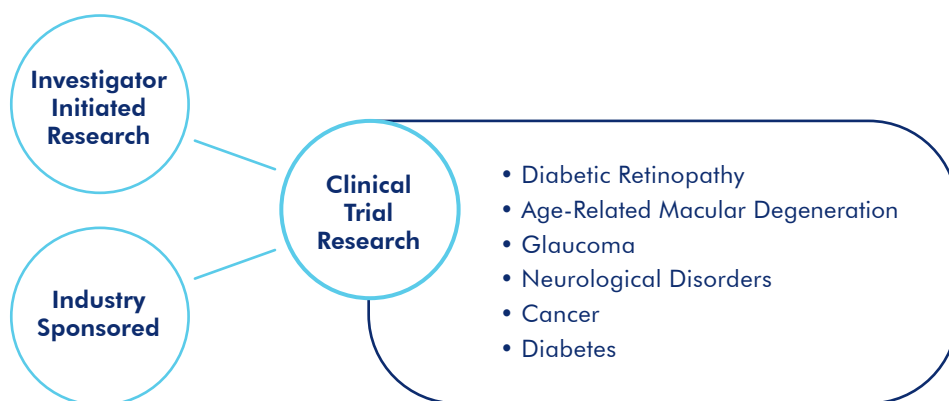 Investigator
Initiated
Research
Industry
Sponsored
Clinical
Trial
Research
• Diabetic Retinopathy
• Age-Related Macular Degeneration
• Glaucoma
• Neurological Disorders
• Cancer
• Diabetes